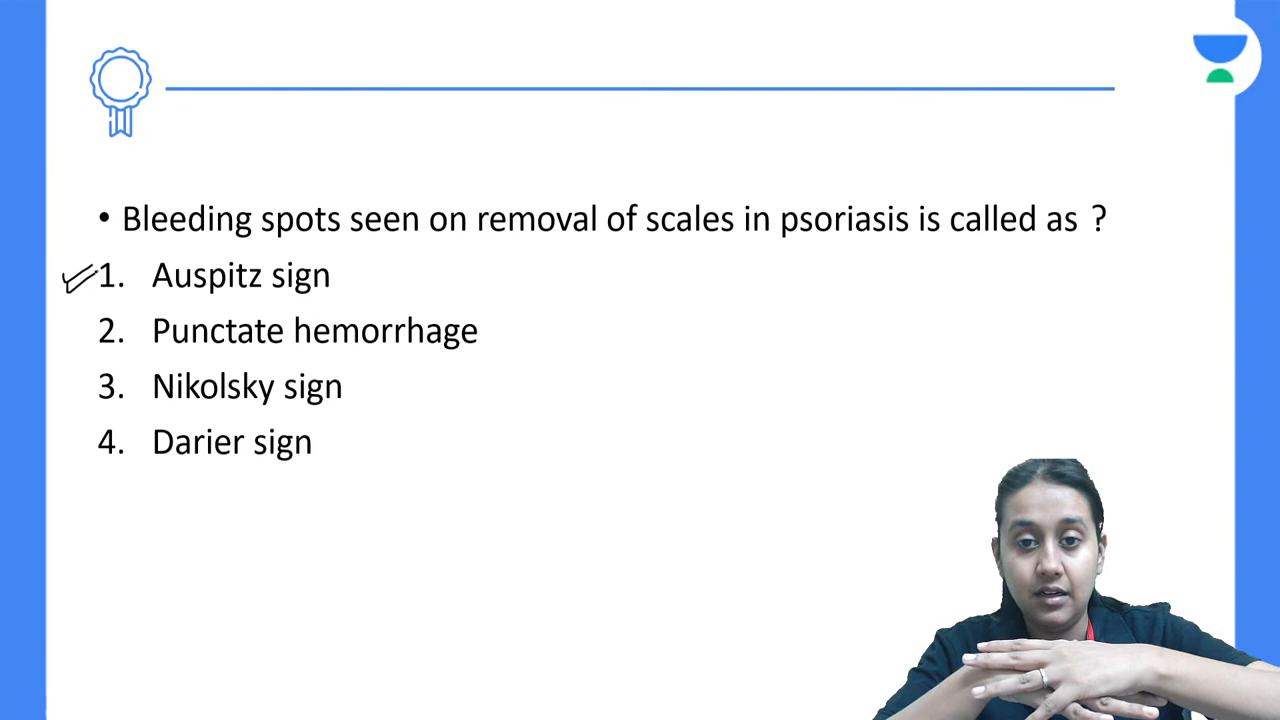 • Bleeding spots seen on removal of scales in psoriasis is called as ?
1. Auspitz sign
2. Punctate hemorrhage
3. Nikolsky sign
4. Darier sign